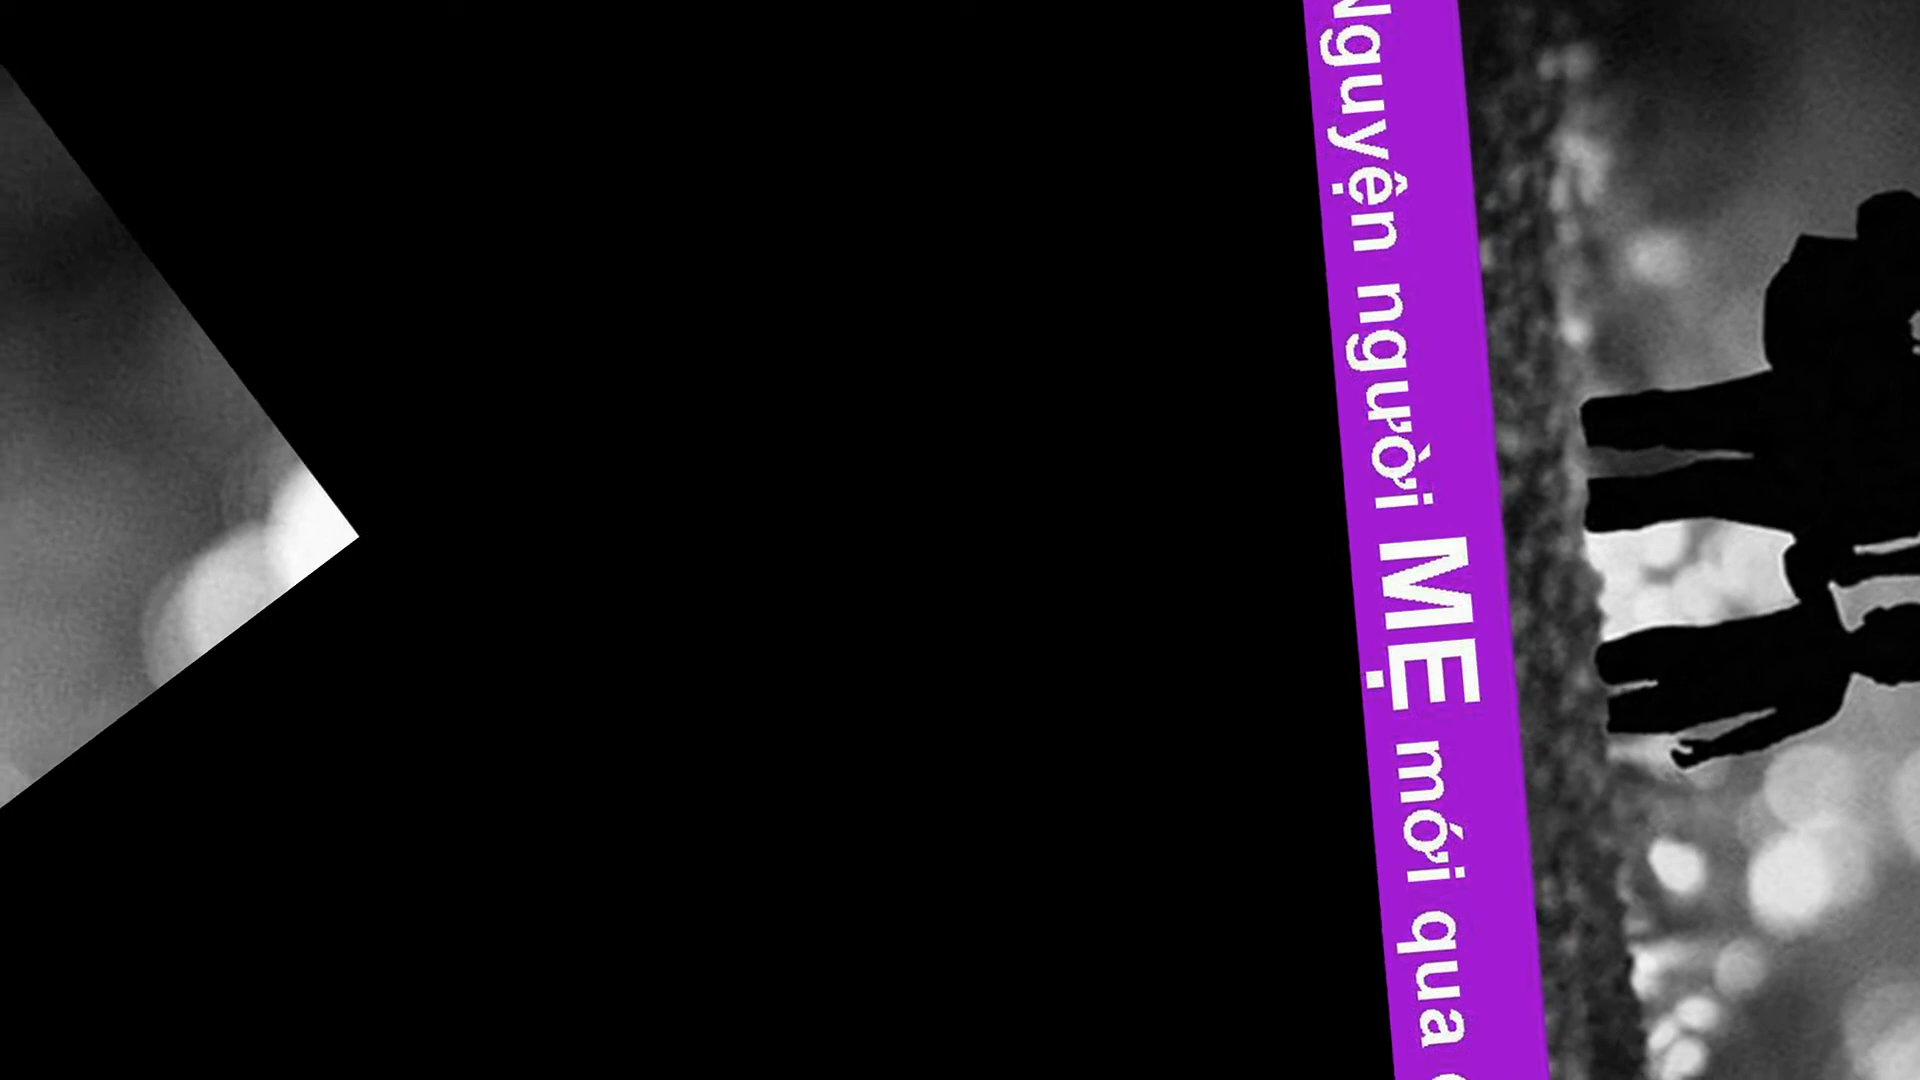 Nguyện người MẸ mới qua